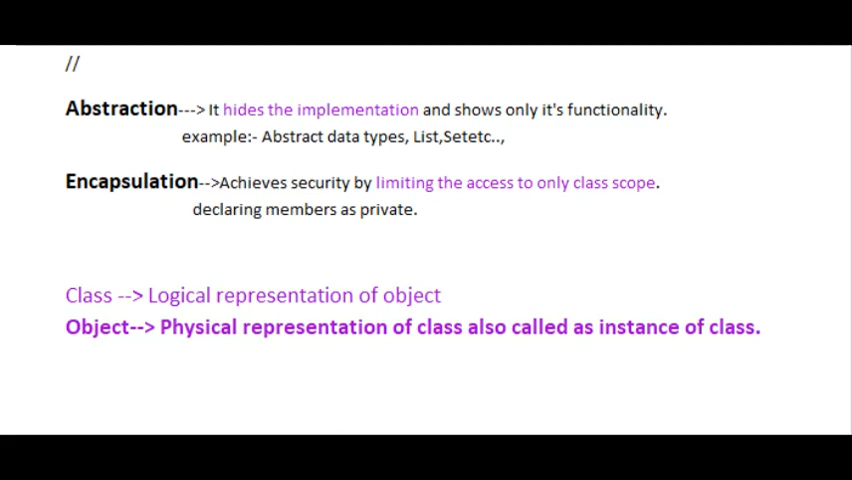 //
Abstraction---> It hides the implementation and shows only it's functionality.
example:- Abstract data types, List,Setetc..,
Encapsulation-->Achieves security by limiting the access to only class scope.
declaring members as private.
Class --> Logical representation of object
Object--> Physical representation of class also called as instance of class.